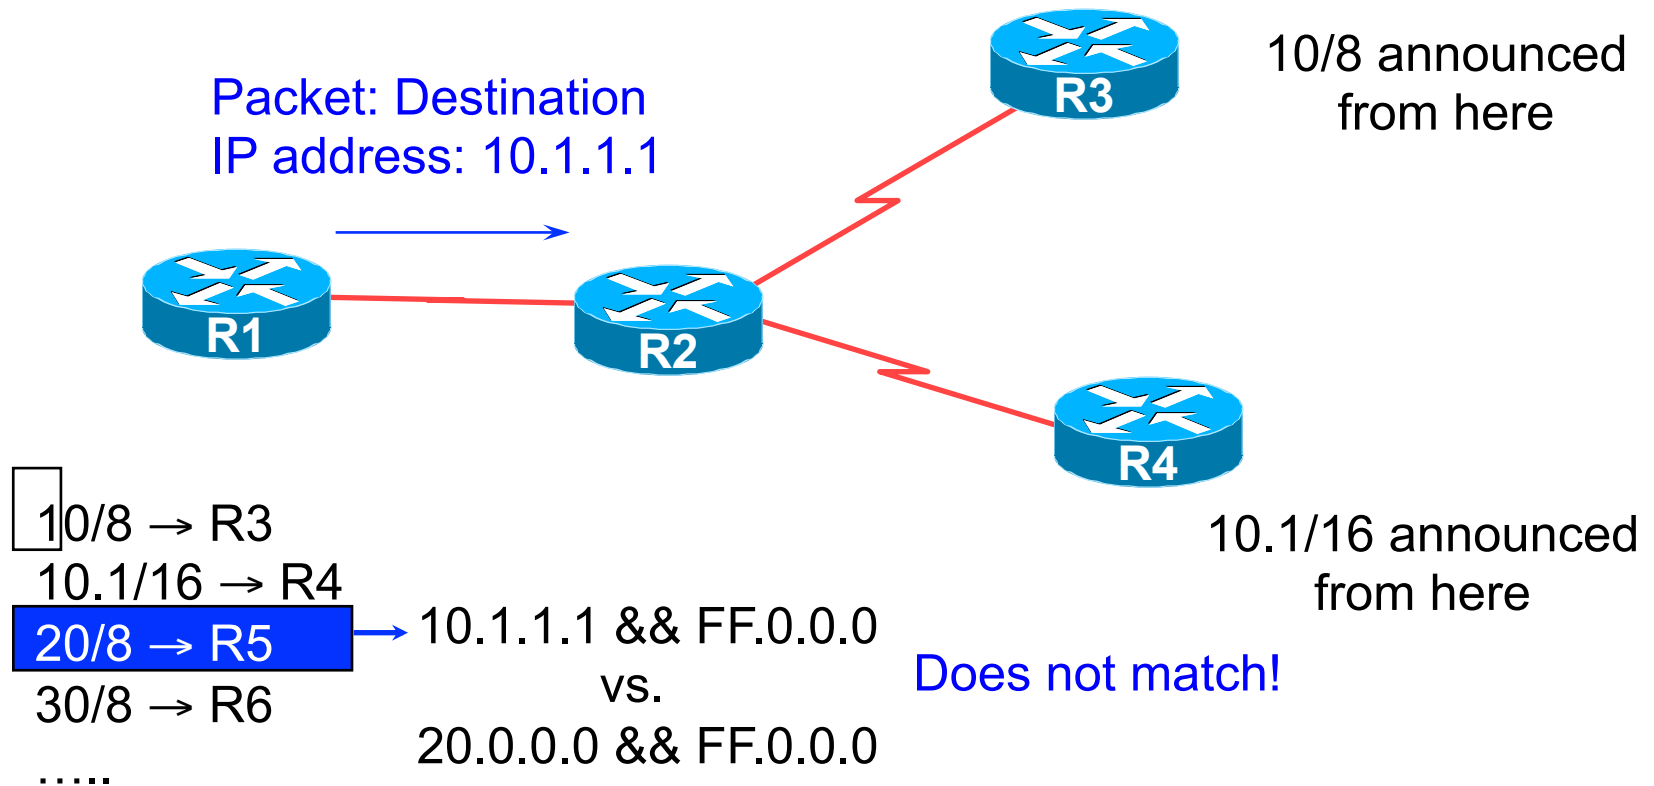 10/8 announced
from here
Packet: Destination
IP address: 10.1.1.1
R3
R1
R2
R4
10.1/16 announced
from here
10/8 → R3
10.1/16 → R4
20/8 → R5
30/8 → R6
…..
10.1.1.1 && FF.0.0.0
vs.
20.0.0.0 && FF.0.0.0
Does not match!